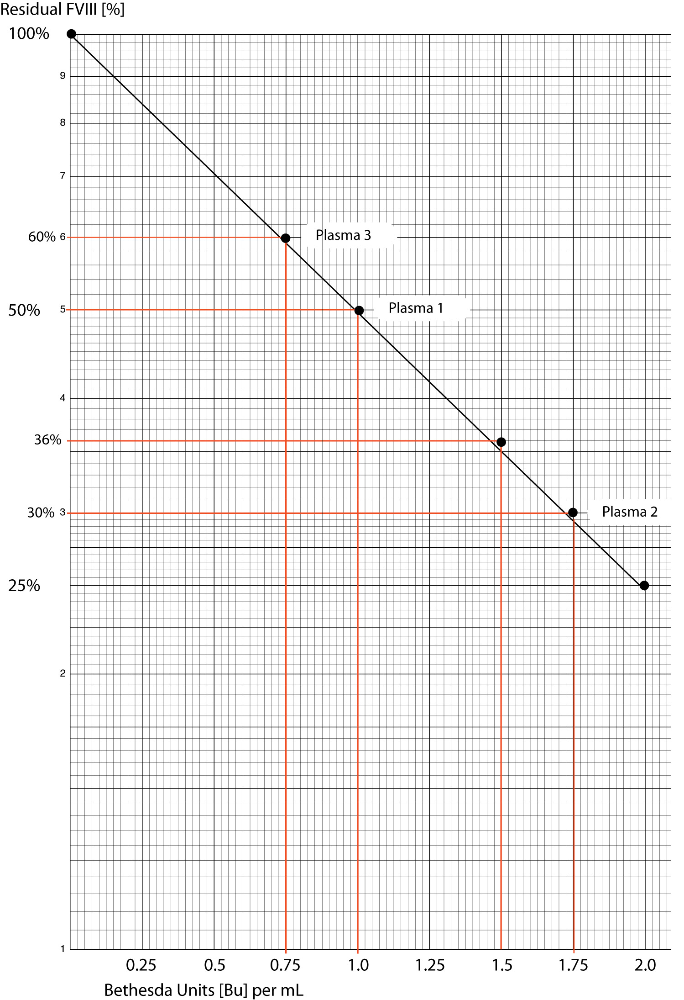 Residual FVIII [%]
100%
9
8
7
60% 6
Plasma 3
50% 5
Plasma 1
4
36%
30% 3
Plasma 2
25%
2
1
0.25 0.5 0.75 1.0 1.25 1.5 1.75 2.0
Bethesda Units [Bu] per mL